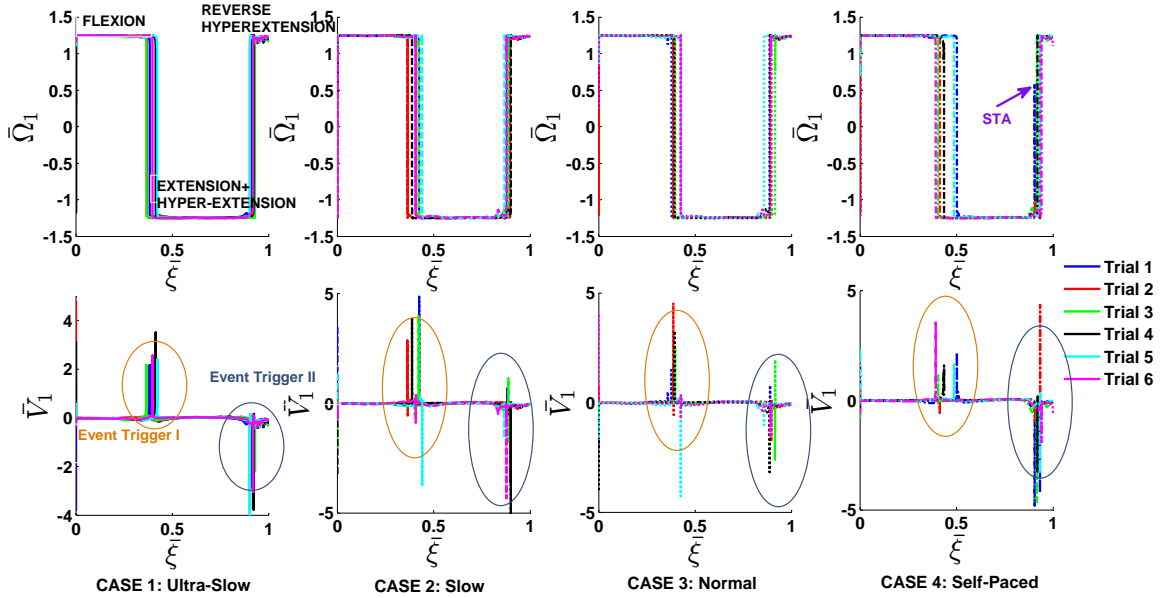 FLEXION
REVERSE
HYPEREXTENSION
EXTENSION+
HYPER-EXTENSION
1.5
1
0.5
0
-0.5
-1
-1.5
0
0.5
1
Ω̄₁
ξ̄
1.5
1
0.5
0
-0.5
-1
-1.5
0
0.5
1
Ω̄₁
ξ̄
1.5
1
0.5
0
-0.5
-1
-1.5
0
0.5
1
Ω̄₁
ξ̄
1.5
1
0.5
0
-0.5
-1
-1.5
0
0.5
1
Ω̄₁
ξ̄
STA
4
2
0
-2
-4
0
0.5
1
V̄₁
ξ̄
Event Trigger I
Event Trigger II
5
0
-5
0
0.5
1
V̄₁
ξ̄
5
0
-5
0
0.5
1
V̄₁
ξ̄
5
0
-5
0
0.5
1
V̄₁
ξ̄
Trial 1
Trial 2
Trial 3
Trial 4
Trial 5
Trial 6
CASE 1: Ultra-Slow
CASE 2: Slow
CASE 3: Normal
CASE 4: Self-Paced